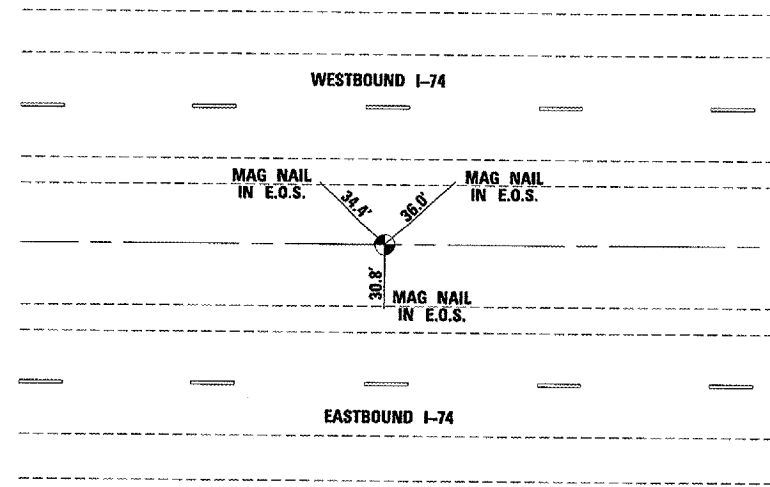 WESTBOUND I-74
MAG NAIL
IN E.O.S.
34.4'
36.0'
MAG NAIL
IN E.O.S.
30.8'
MAG NAIL
IN E.O.S.
EASTBOUND I-74